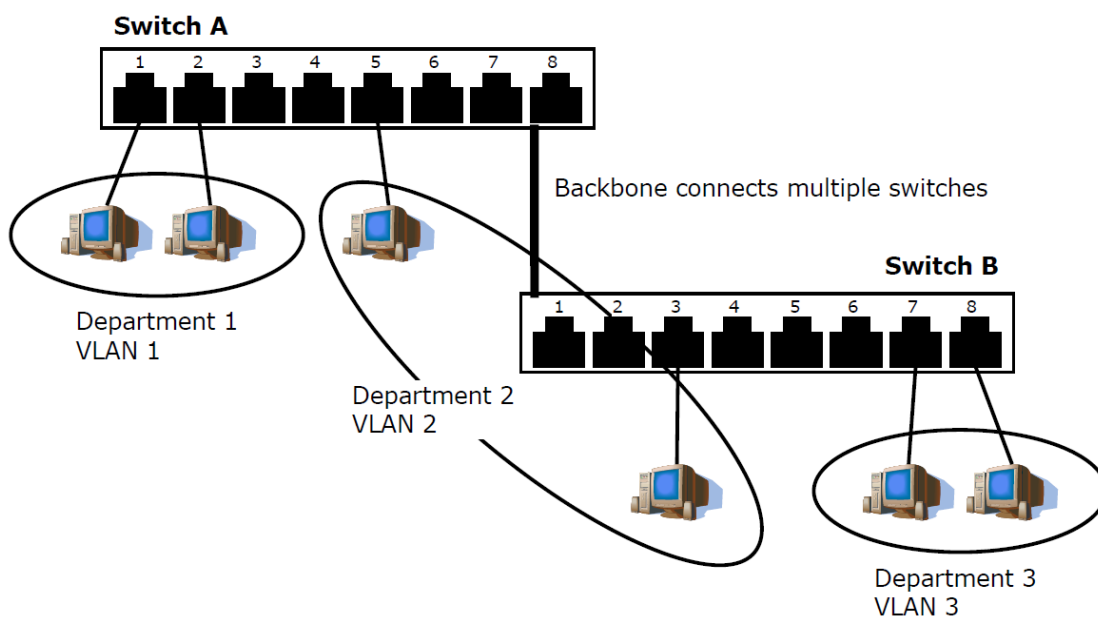 Switch A
1 2 3 4 5 6 7 8
Backbone connects multiple switches
Switch B
1 2 3 4 5 6 7 8
Department 1
VLAN 1
Department 2
VLAN 2
Department 3
VLAN 3